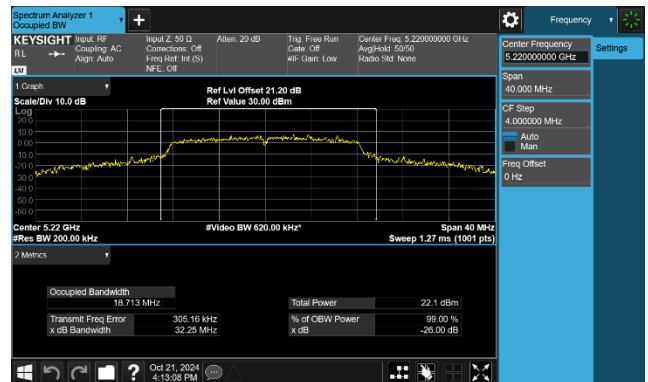 Spectrum Analyzer 1
Occupied BW
Frequency
KEYSIGHT
RL
LXI
Input: RF
Coupling: AC
Align: Auto
Input Z: 50 Ω
Corrections: Off
Freq Ref: Int (S)
NFE: Off
Atten: 20 dB
Trig: Free Run
Gate: Off
#IF Gain: Low
Center Freq: 5.220000000 GHz
Avg|Hold: 50/50
Radio Std: None
Center Frequency
5.220000000 GHz
Settings
Span
40.000 MHz
CF Step
4.000000 MHz
Auto
Man
Freq Offset
0 Hz
1 Graph
Scale/Div 10.0 dB
Ref Lvl Offset 21.20 dB
Ref Value 30.00 dBm
Log
20.0
10.0
0.00
-10.0
-20.0
-30.0
-40.0
-50.0
-60.0
Center 5.22 GHz
#Video BW 620.00 kHz*
Span 40 MHz
#Res BW 200.00 kHz
Sweep 1.27 ms (1001 pts)
2 Metrics
Occupied Bandwidth
18.713 MHz
Total Power 22.1 dBm
Transmit Freq Error 305.16 kHz
% of OBW Power 99.00 %
x dB Bandwidth 32.25 MHz
x dB -26.00 dB
?
Oct 21, 2024
4:13:08 PM